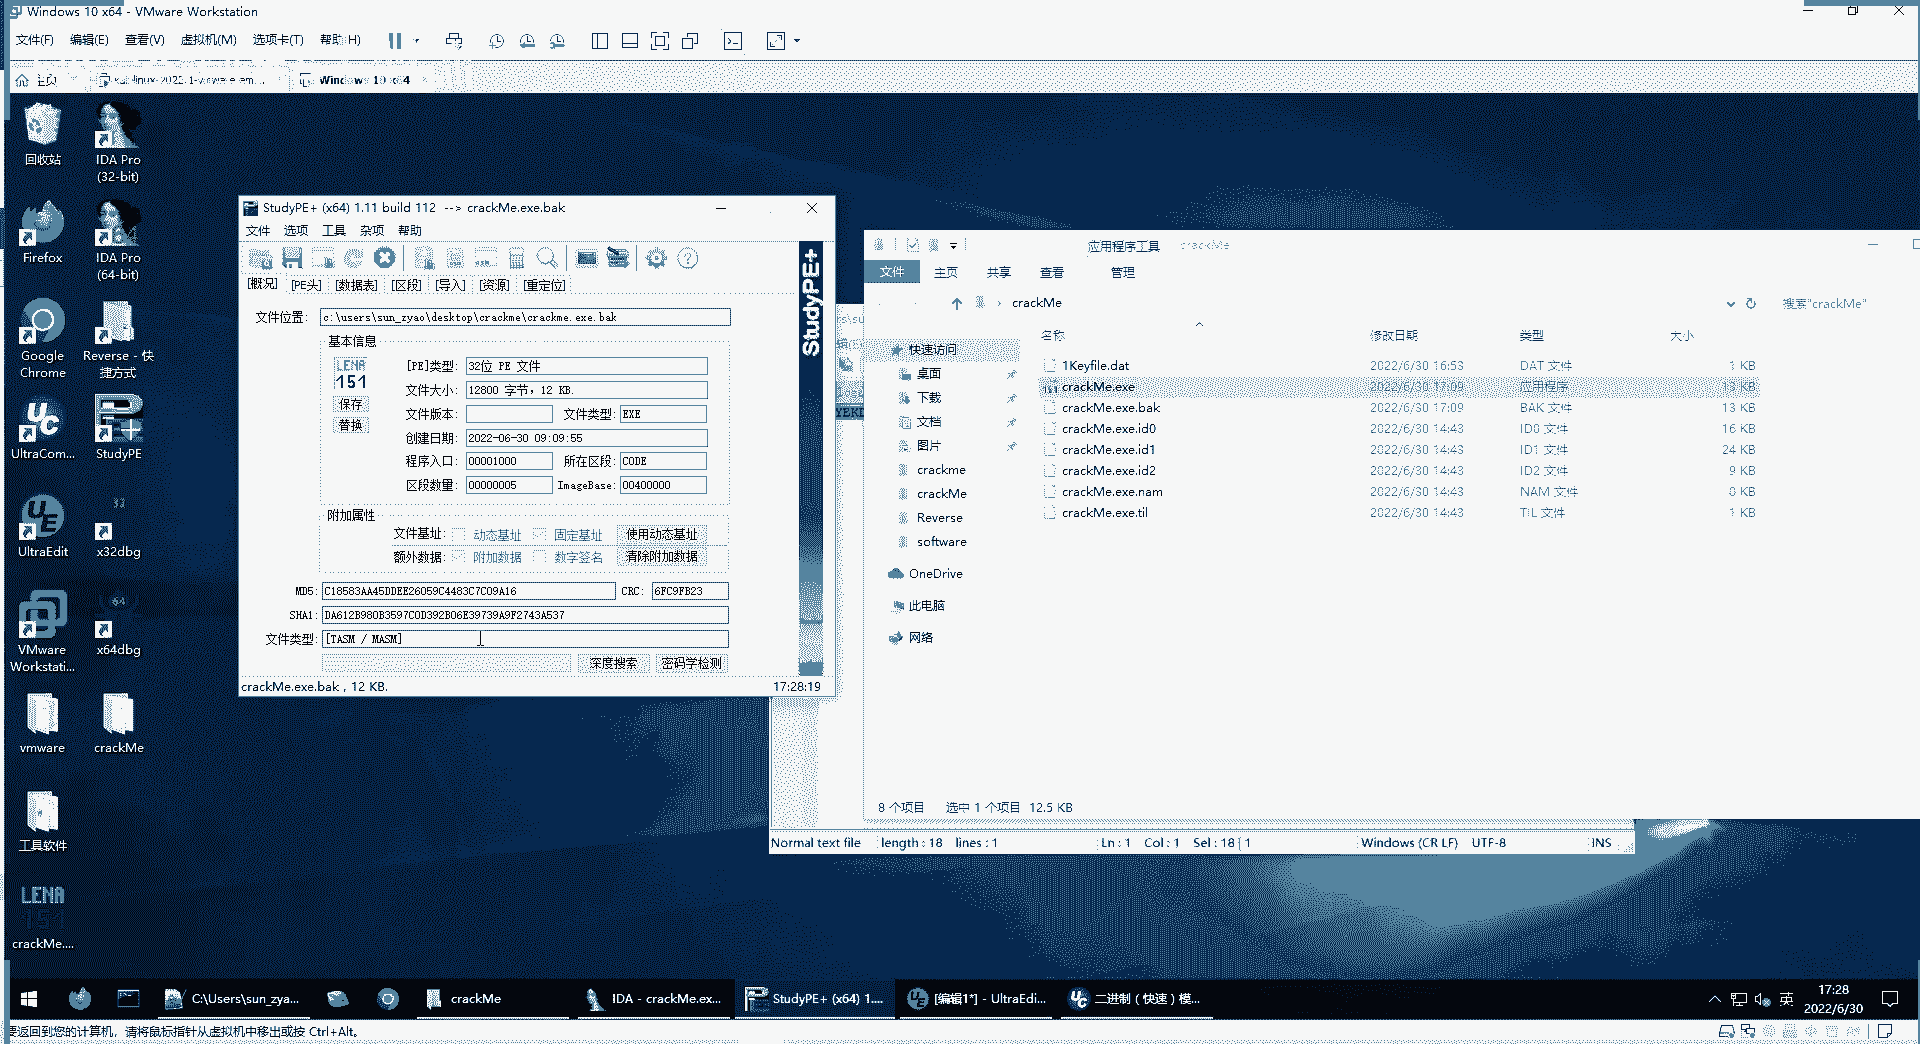 Windows 10 x64 - VMware Workstation
文件(F) 编辑(E) 查看(V) 虚拟机(M) 选项卡(T) 帮助(H)
主页
Windows 10 x64
回收站
IDA Pro
(32-bit)
Firefox
IDA Pro
(64-bit)
Google
Chrome
Reverse - 快
捷方式
UltraCom...
StudyPE
UltraEdit
x32dbg
VMware
Workstati...
x64dbg
vmware
crackMe
工具软件
LENA
151
crackMe....
StudyPE+ (x64) 1.11 build 112 --> crackMe.exe.bak
文件 选项 工具 杂项 帮助
[概况] [PE头] [数据表] [区段] [导入] [资源] [重定位]
StudyPE+
文件位置: c:\users\sun_zyao\desktop\crackme\crackme.exe.bak
基本信息
LENA
151
保存
替换
[PE]类型: 32位 PE 文件
文件大小: 12800 字节，12 KB.
文件版本: 文件类型: EXE
创建日期: 2022-06-30 09:09:55
程序入口: 00001000 所在区段: CODE
区段数量: 00000005 ImageBase: 00400000
附加属性
文件基址: 动态基址 固定基址 使用动态基址
额外数据: 附加数据 数字签名 清除附加数据
MD5: C18583AA45DDEE26059C4483C7C09A16 CRC: 6FC9FB23
SHA1: DA612B980B3597C0D392B06E39739A9F2743A537
文件类型: [TASM / MASM]
深度搜索 密码学检测
crackMe.exe.bak , 12 KB. 17:28:19
应用程序工具 crackMe
文件 主页 共享 查看 管理
crackMe
搜索"crackMe"
名称 修改日期 类型 大小
快速访问
桌面
下载
文档
图片
crackme
crackMe
Reverse
software
OneDrive
此电脑
网络
1Keyfile.dat 2022/6/30 16:53 DAT 文件 1 KB
crackMe.exe 2022/6/30 17:09 应用程序 13 KB
crackMe.exe.bak 2022/6/30 17:09 BAK 文件 13 KB
crackMe.exe.id0 2022/6/30 14:43 ID0 文件 16 KB
crackMe.exe.id1 2022/6/30 14:43 ID1 文件 24 KB
crackMe.exe.id2 2022/6/30 14:43 ID2 文件 9 KB
crackMe.exe.nam 2022/6/30 14:43 NAM 文件 8 KB
crackMe.exe.til 2022/6/30 14:43 TIL 文件 1 KB
8 个项目 选中 1 个项目 12.5 KB
Normal text file length : 18 lines : 1 Ln : 1 Col : 1 Sel : 18 | 1 Windows (CR LF) UTF-8 INS
C:\Users\sun_zya... crackMe IDA - crackMe.ex... StudyPE+ (x64) 1.... [编辑1*] - UltraEdi... 二进制（快速）模...
英
17:28
2022/6/30
要返回到您的计算机，请将鼠标指针从虚拟机中移出或按 Ctrl+Alt。